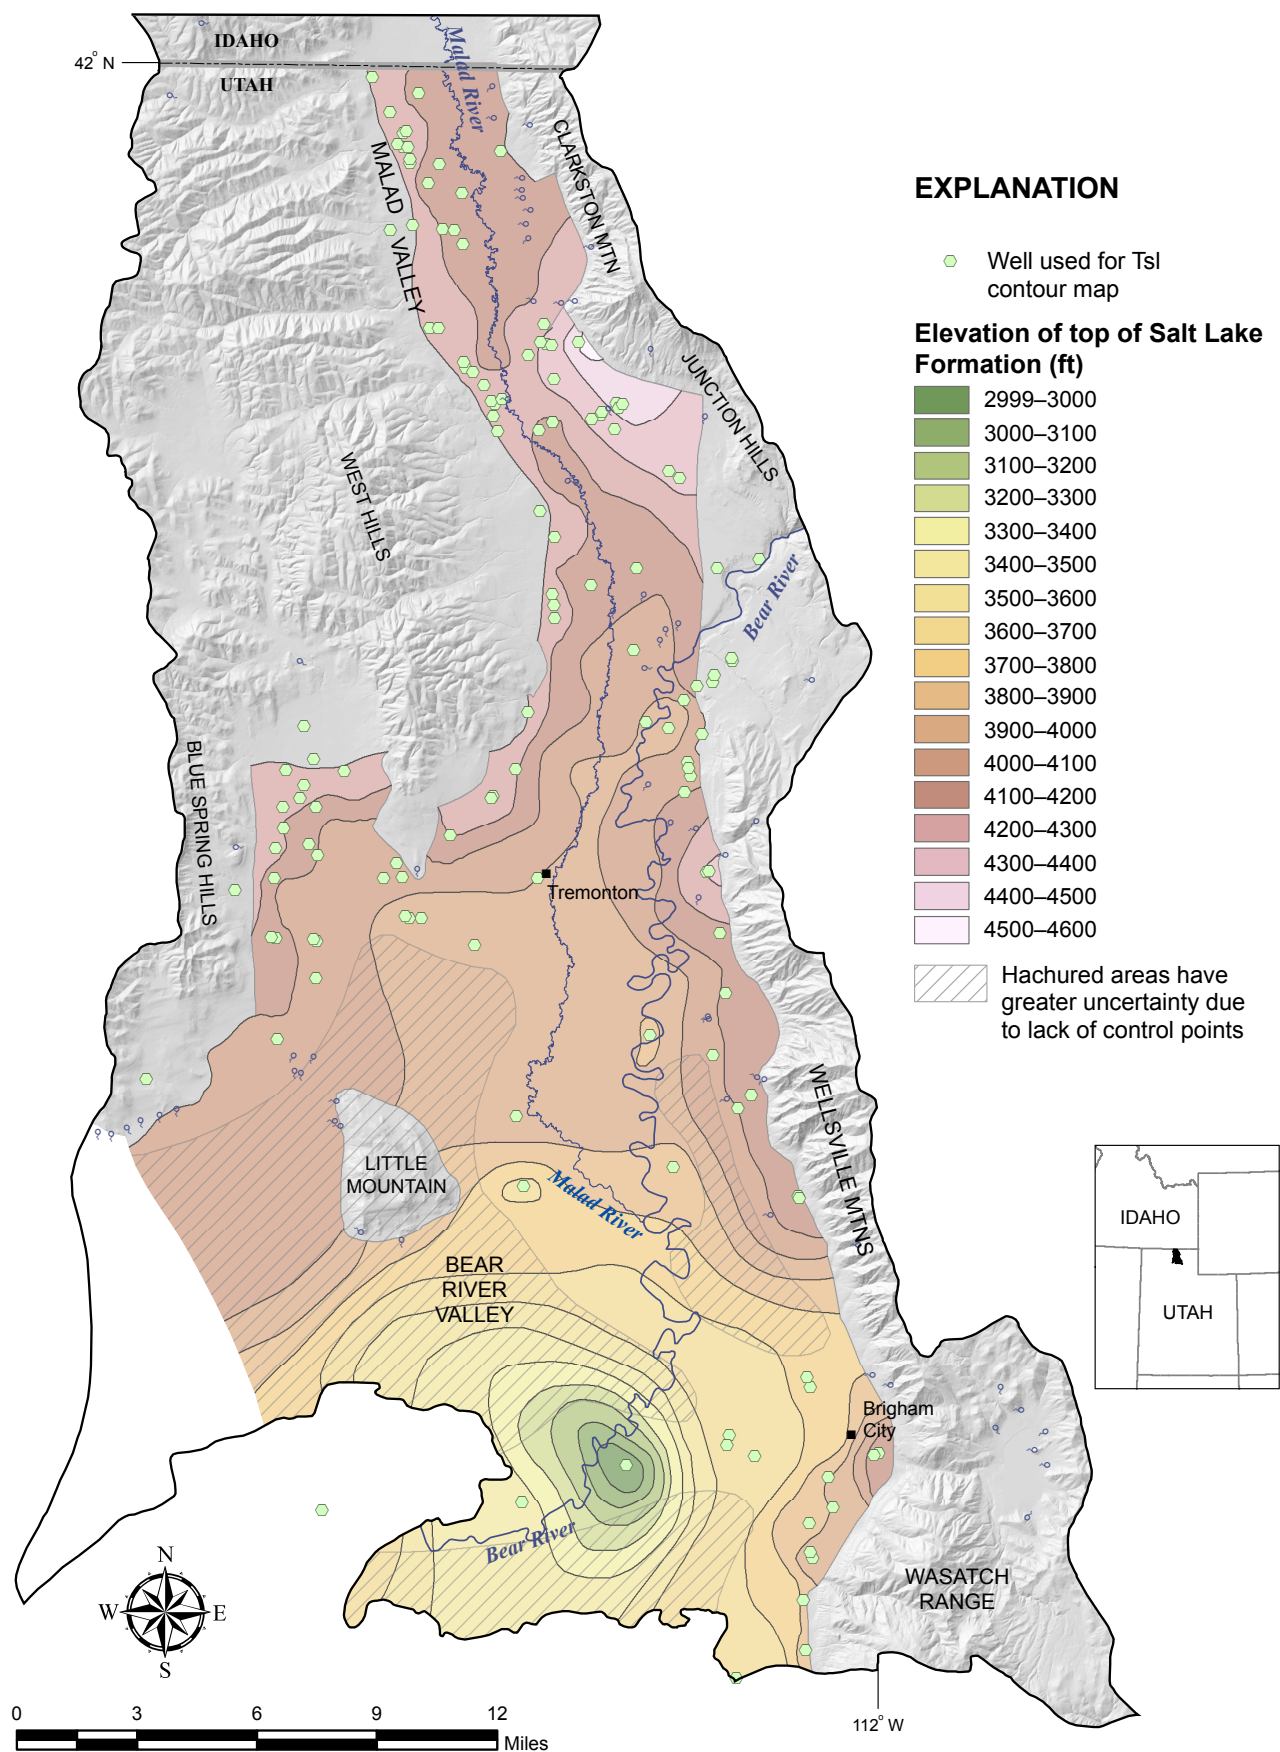 IDAHO
42° N
UTAH
Malad River
CLARKSTON MTN
MALAD VALLEY
JUNCTION HILLS
WEST HILLS
Bear River
BLUE SPRING HILLS
Tremonton
WELLSVILLE MTNS
LITTLE
MOUNTAIN
Malad River
BEAR
RIVER
VALLEY
Brigham
City
Bear River
WASATCH
RANGE
112° W
N
W
E
S
0 3 6 9 12
Miles
EXPLANATION
Well used for Tsl
contour map
Elevation of top of Salt Lake
Formation (ft)
2999–3000
3000–3100
3100–3200
3200–3300
3300–3400
3400–3500
3500–3600
3600–3700
3700–3800
3800–3900
3900–4000
4000–4100
4100–4200
4200–4300
4300–4400
4400–4500
4500–4600
Hachured areas have
greater uncertainty due
to lack of control points
IDAHO
UTAH